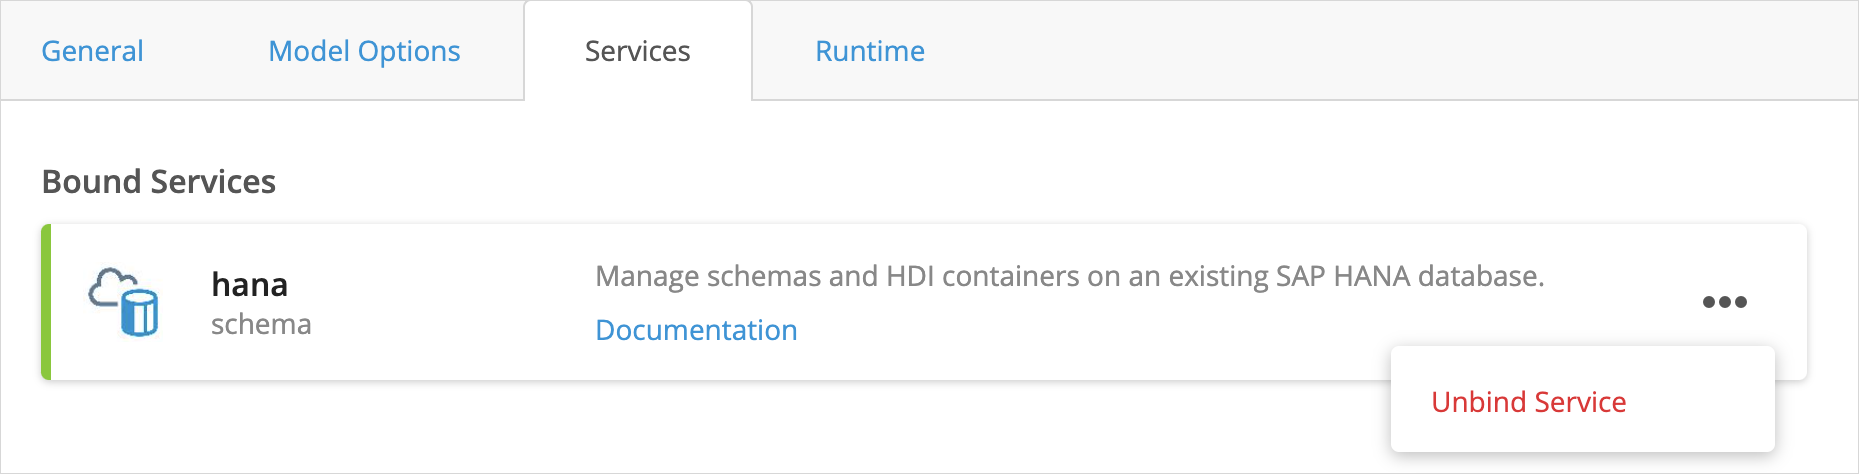 General
Model Options
Services
Runtime
Bound Services
hana
schema
Manage schemas and HDI containers on an existing SAP HANA database.
Documentation
Unbind Service